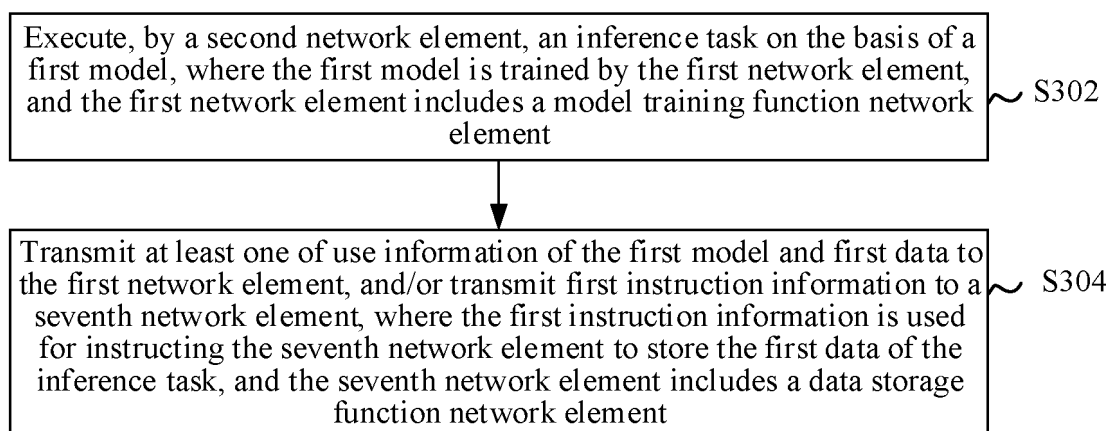 Execute, by a second network element, an inference task on the basis of a
first model, where the first model is trained by the first network element,
and the first network element includes a model training function network
element
S302
Transmit at least one of use information of the first model and first data to
the first network element, and/or transmit first instruction information to a
seventh network element, where the first instruction information is used
for instructing the seventh network element to store the first data of the
inference task, and the seventh network element includes a data storage
function network element
S304